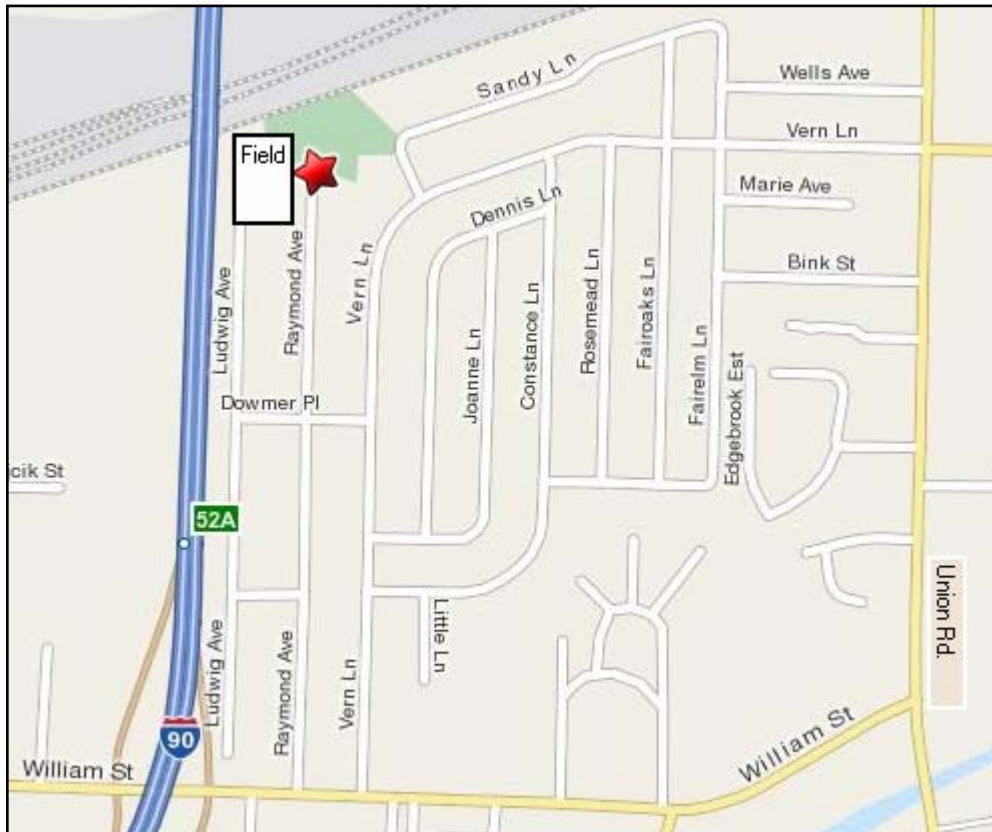 Sandy Ln
Wells Ave
Vern Ln
Field
Marie Ave
Dennis Ln
Vern Ln
Bink St
Ludwig Ave
Raymond Ave
Joanne Ln
Constance Ln
Rosemead Ln
Fairoaks Ln
Fairelm Ln
Edgebrook Est
Dowmer Pl
cik St
52A
Union Rd.
Little Ln
Ludwig Ave
Raymond Ave
Vern Ln
90
William St
William St